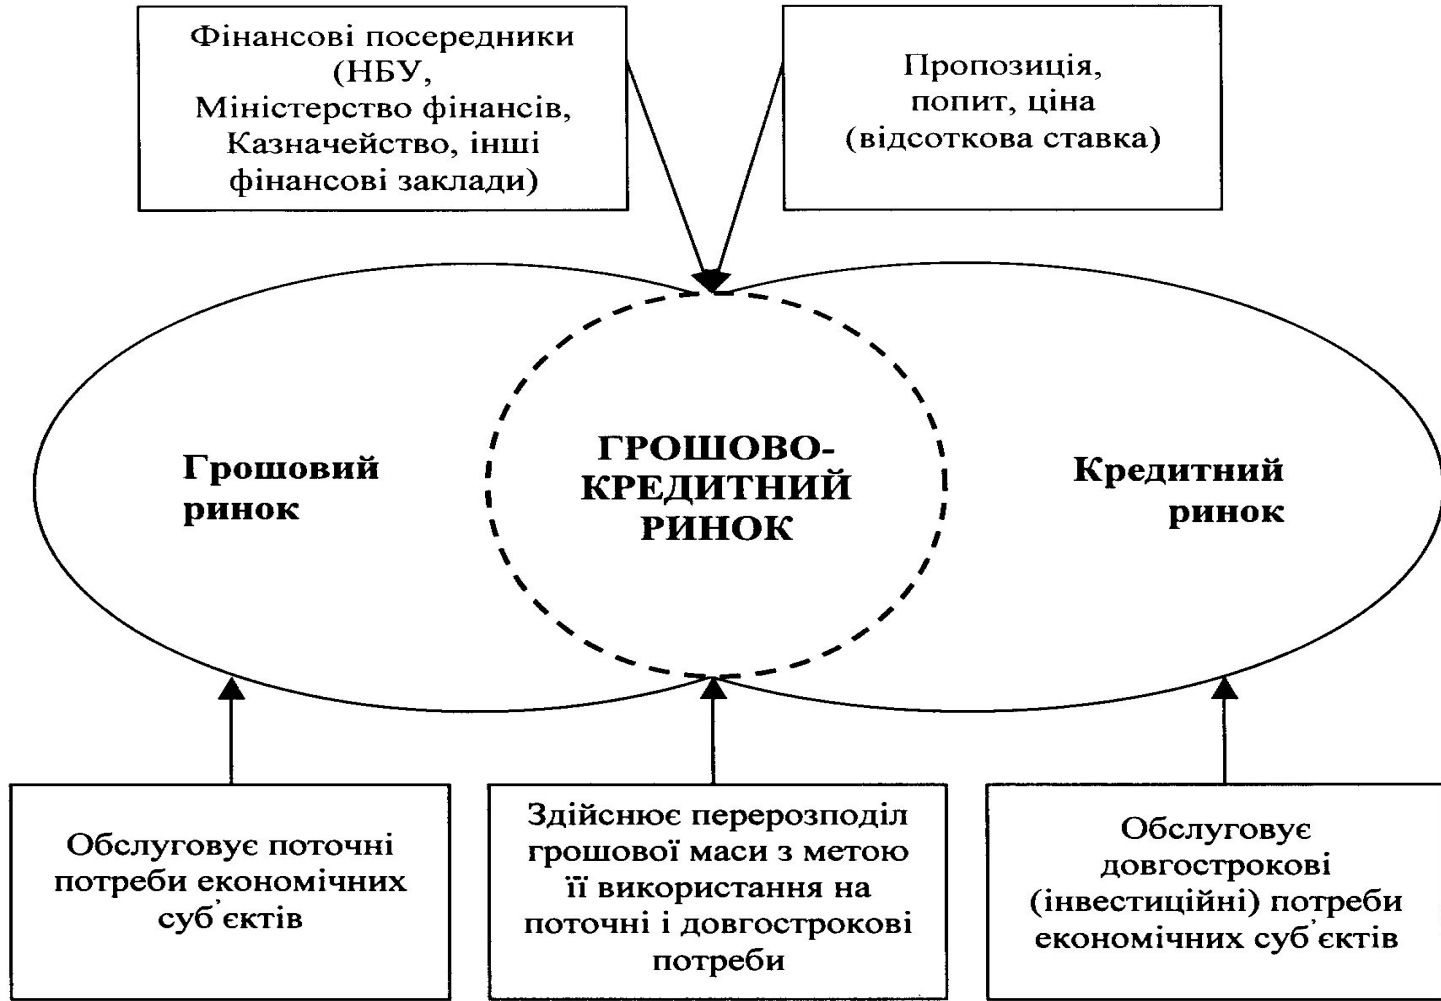 Фінансові посередники
(НБУ,
Міністерство фінансів,
Казначейство, інші
фінансові заклади)
Пропозиція,
попит, ціна
(відсоткова ставка)
Грошовий
ринок
ГРОШОВО-
КРЕДИТНИЙ
РИНОК
Кредитний
ринок
Обслуговує поточні
потреби економічних
суб'єктів
Здійснює перерозподіл
грошової маси з метою
її використання на
поточні і довгострокові
потреби
Обслуговує
довгострокові
(інвестиційні) потреби
економічних суб'єктів